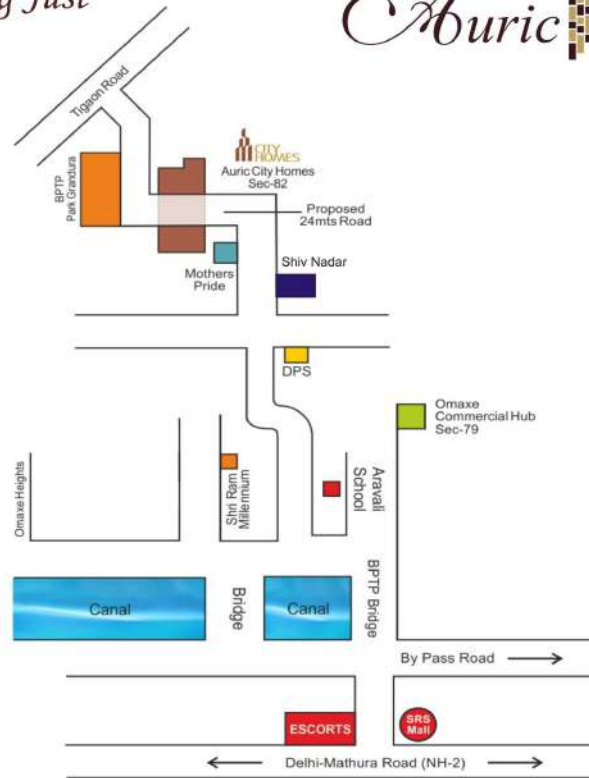 Just
Auric
Tigaon Road
CITY
HOMES
Auric City Homes
Sec-82
BPTP
Park Grandura
Proposed
24mts Road
Mothers
Pride
Shiv Nadar
DPS
Omaxe
Commercial Hub
Sec-79
Omaxe Heights
Shri Ram
Millennium
Aravali
School
Canal
Bridge
Canal
BPTP Bridge
By Pass Road
ESCORTS
SRS
Mall
Delhi-Mathura Road (NH-2)